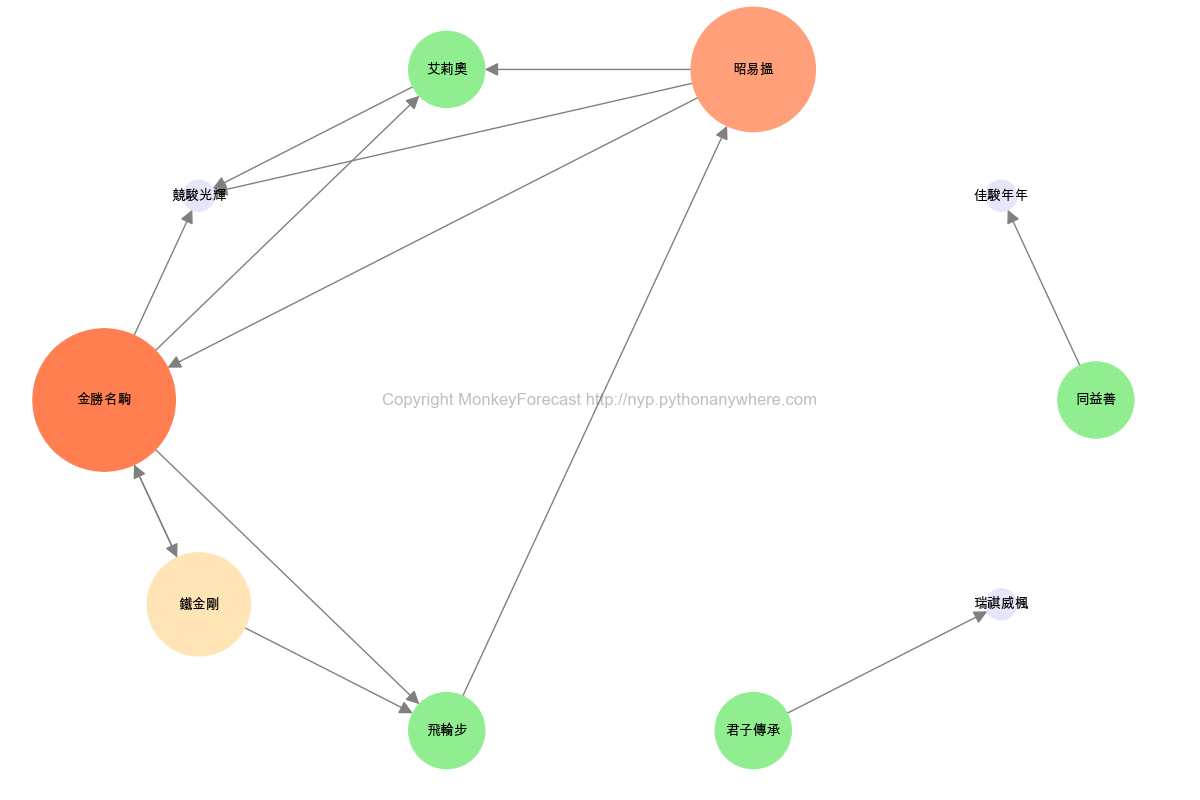 艾莉奧
昭易搵
競駿光輝
佳駿年年
金勝名駒
Copyright MonkeyForecast http://nyp.pythonanywhere.com
同益善
鐵金剛
瑞祺威楓
飛輪步
君子傳承